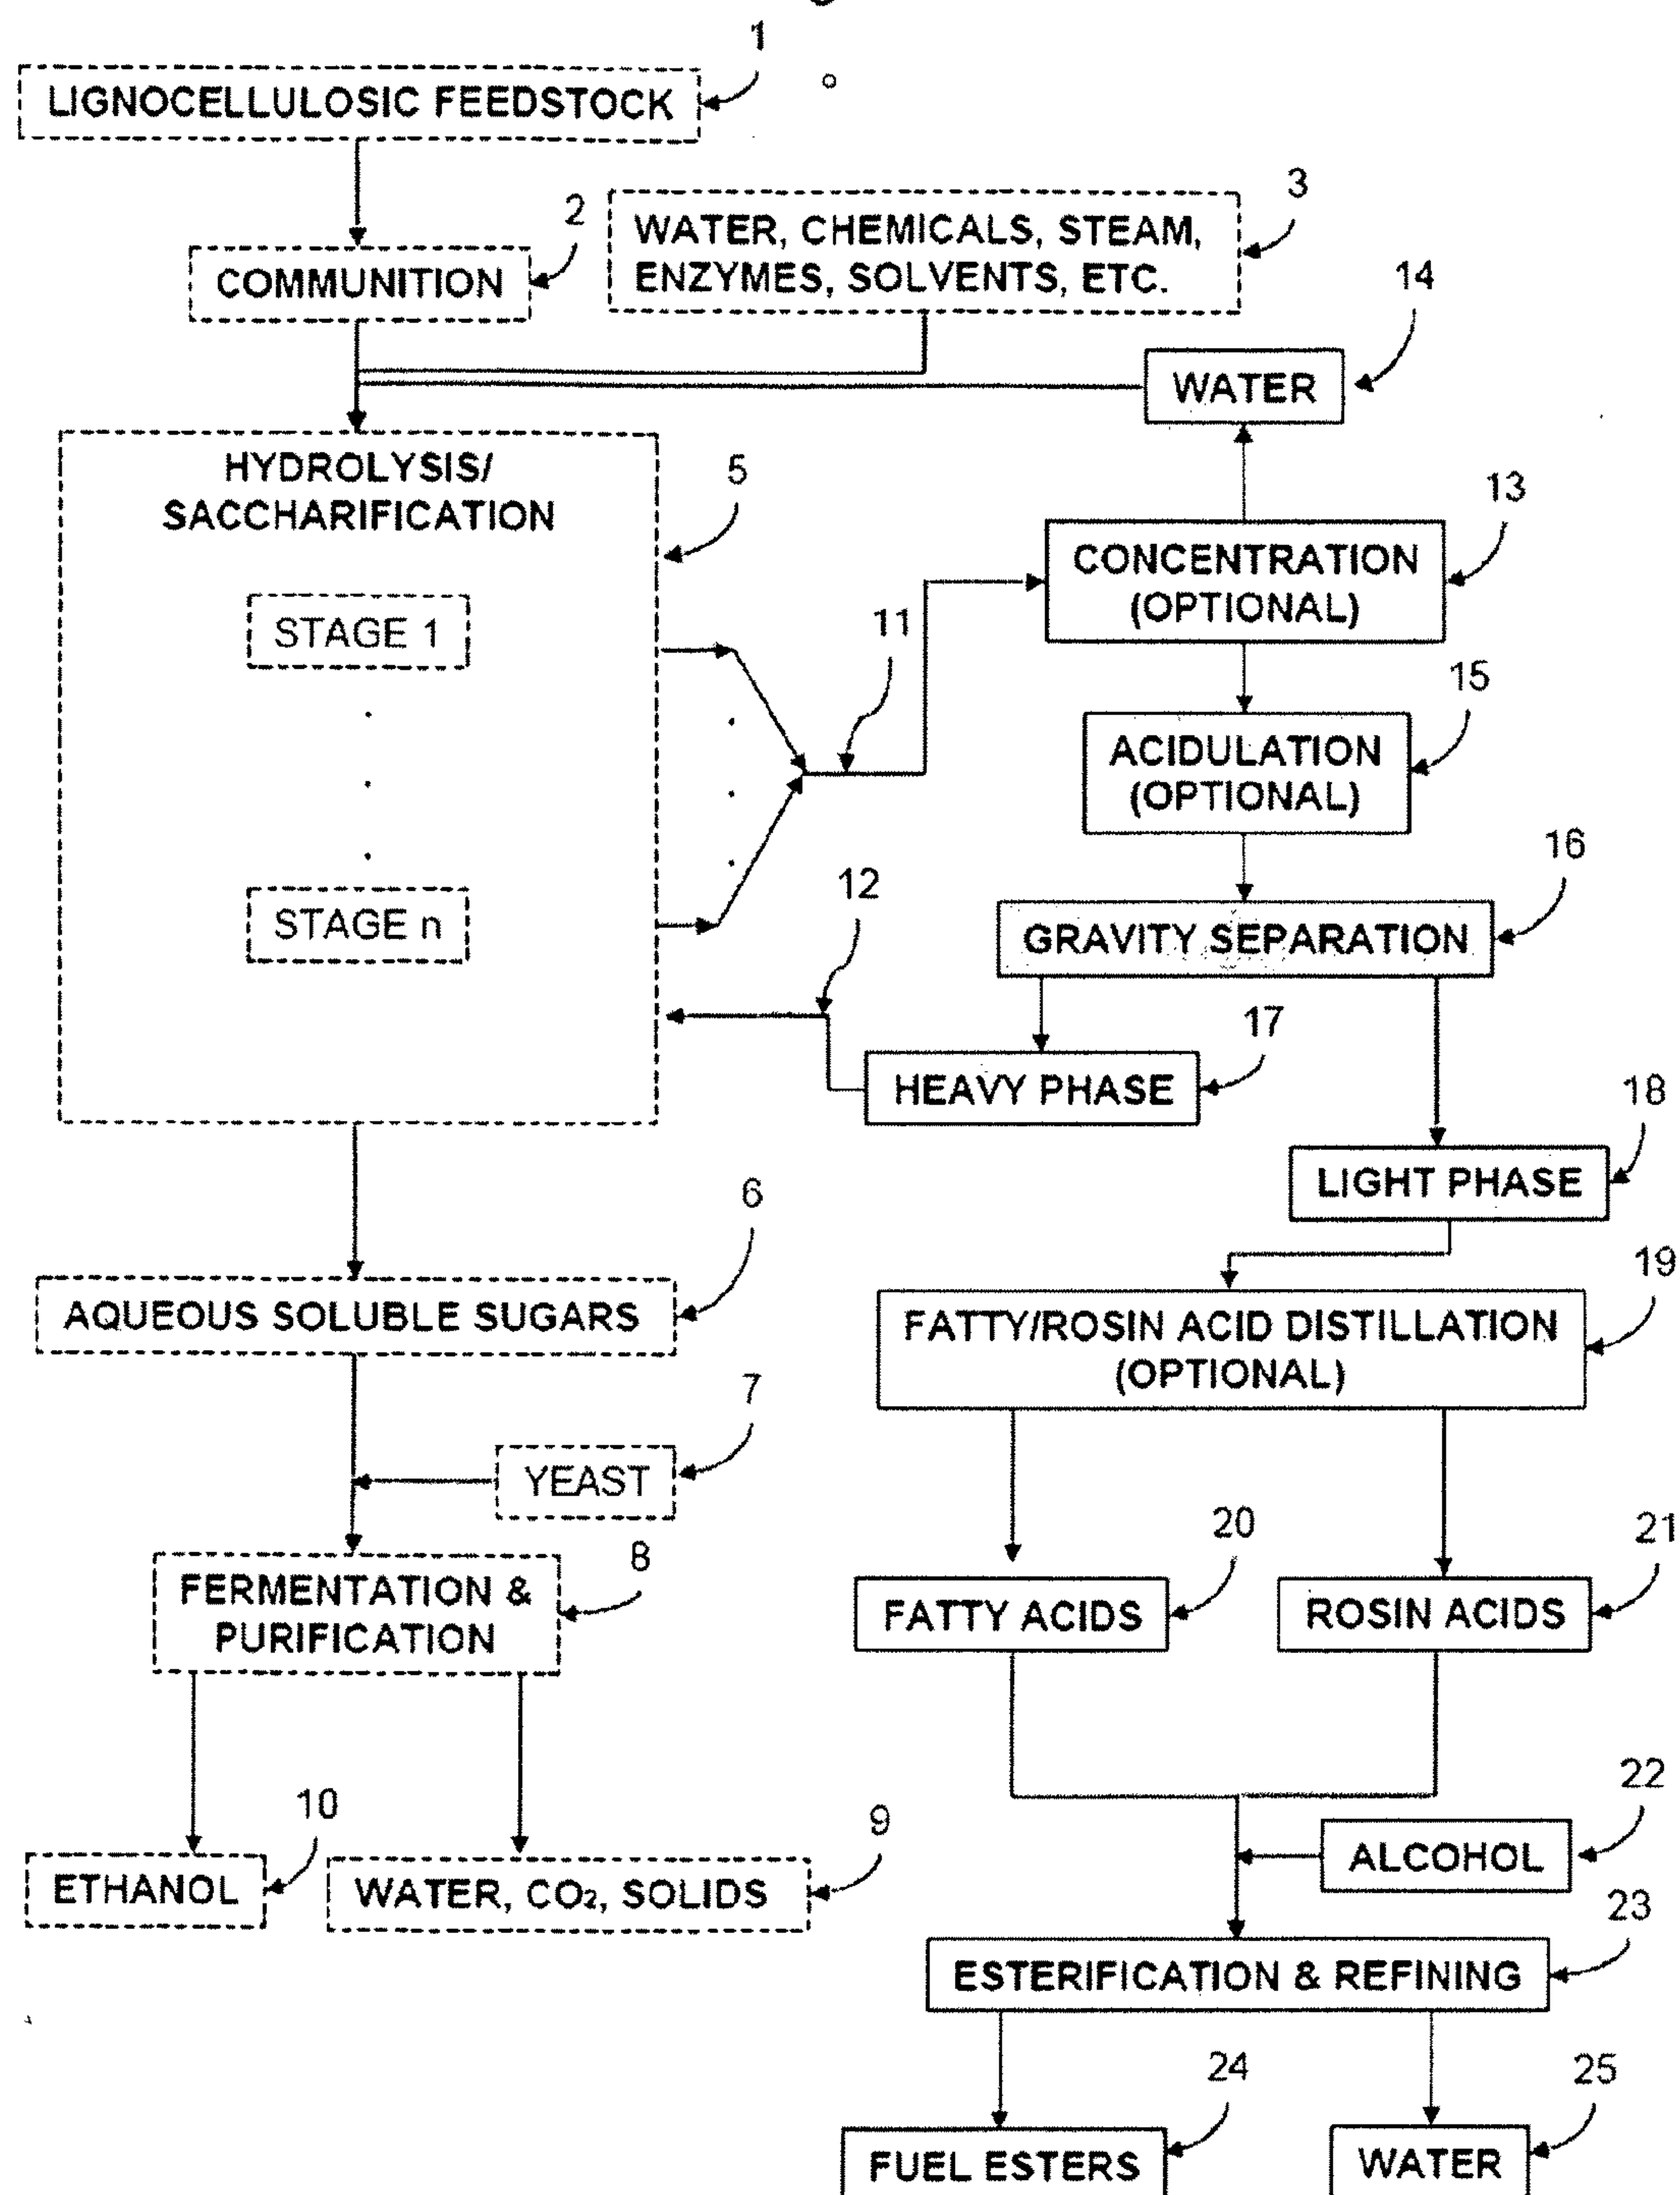 1
LIGNOCELLULOSIC FEEDSTOCK
2
COMMUNITION
3
WATER, CHEMICALS, STEAM,
ENZYMES, SOLVENTS, ETC.
14
WATER
HYDROLYSIS/
SACCHARIFICATION
5
STAGE 1
STAGE n
11
12
13
CONCENTRATION
(OPTIONAL)
15
ACIDULATION
(OPTIONAL)
16
GRAVITY SEPARATION
17
HEAVY PHASE
18
LIGHT PHASE
6
AQUEOUS SOLUBLE SUGARS
7
YEAST
8
FERMENTATION &
PURIFICATION
10
ETHANOL
9
WATER, CO₂, SOLIDS
19
FATTY/ROSIN ACID DISTILLATION
(OPTIONAL)
20
FATTY ACIDS
21
ROSIN ACIDS
22
ALCOHOL
23
ESTERIFICATION & REFINING
24
FUEL ESTERS
25
WATER